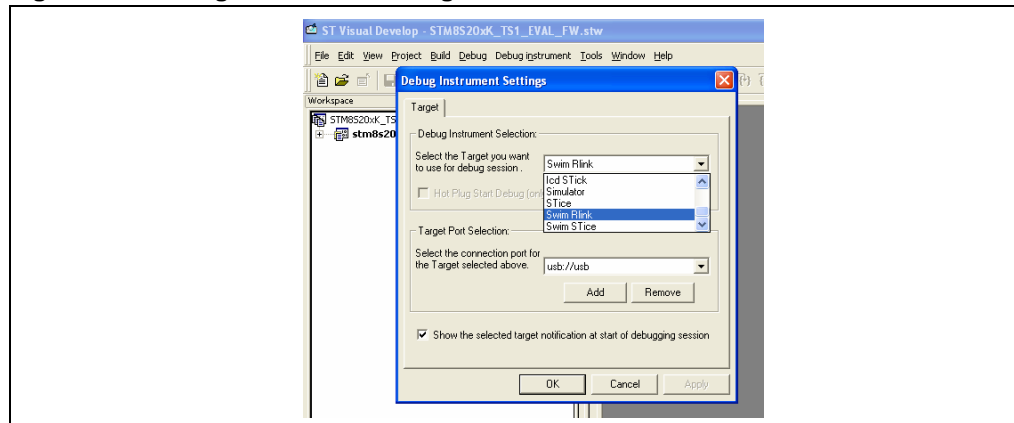 ST Visual Develop - STM8S20xK_TS1_EVAL_FW.stw
File Edit View Project Build Debug Debug instrument Tools Window Help
Debug Instrument Settings
Workspace
Target
STM8S20xK_TS
stm8s20
Debug Instrument Selection:
Select the Target you want
to use for debug session .
Swim Rlink
Icd STick
Hot Plug Start Debug (on
Simulator
STice
Swim Rlink
Swim STice
Target Port Selection:
Select the connection port for
the Target selected above.
usb://usb
Add Remove
Show the selected target notification at start of debugging session
OK Cancel Apply